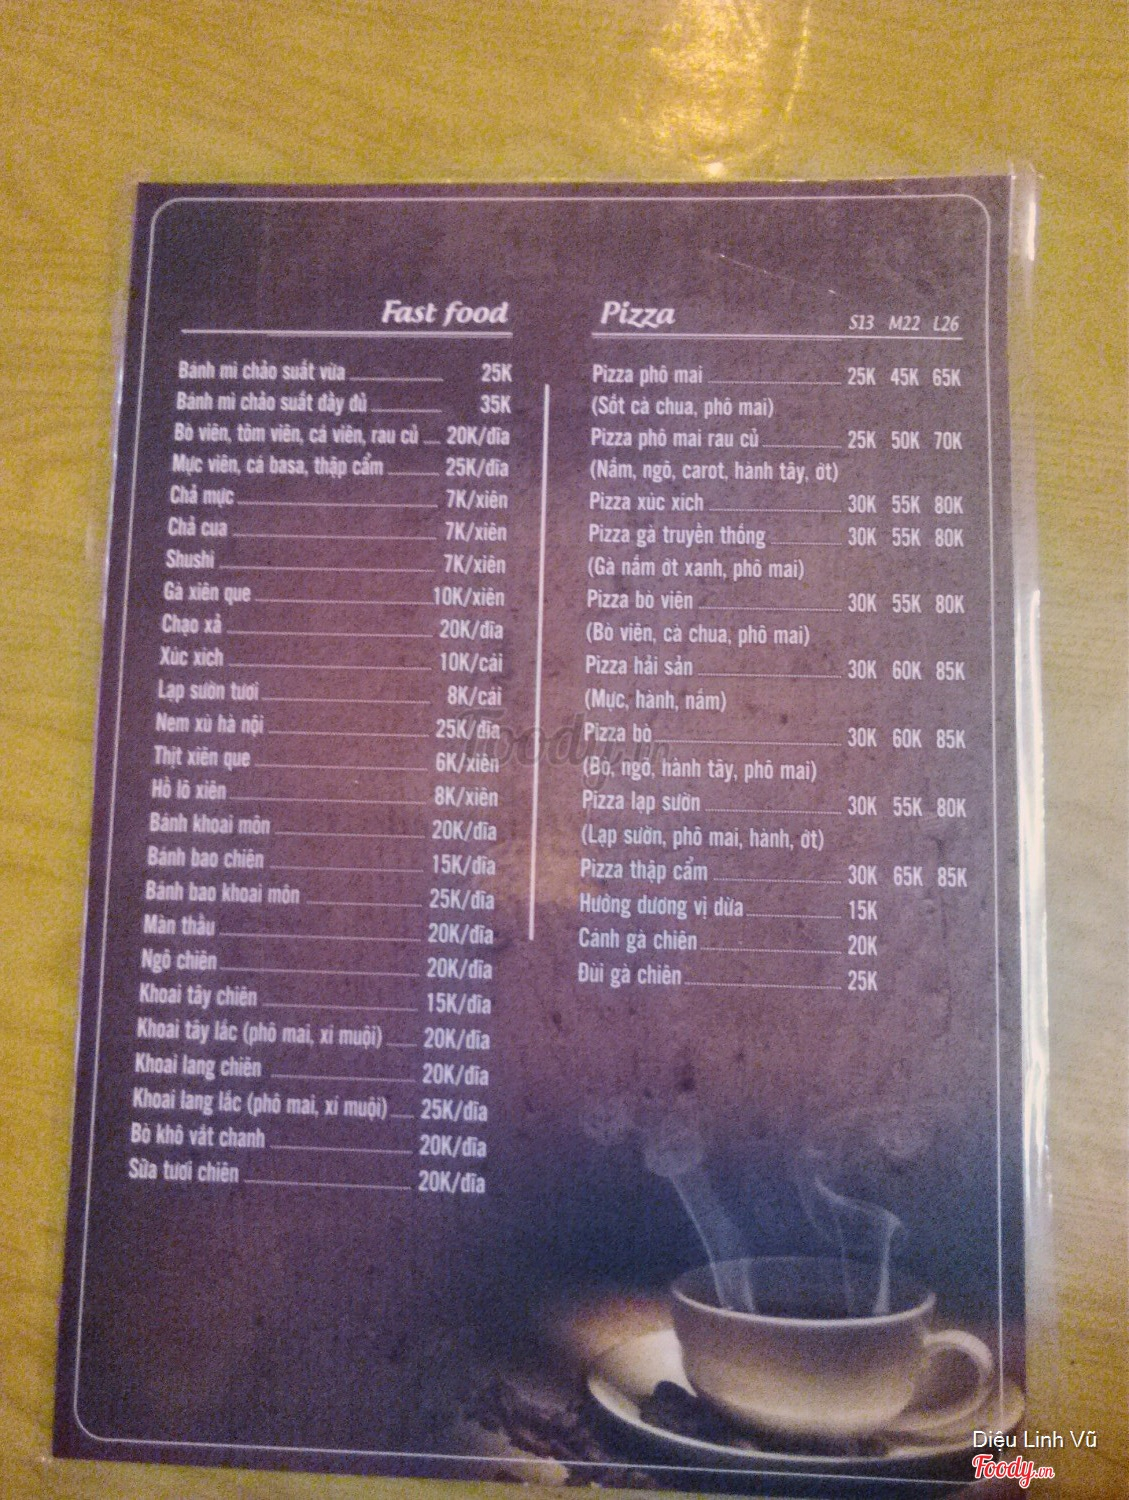 Fast food
Bánh mì chảo suất vừa 25K
Bánh mì chảo suất đầy đủ 35K
Bò viên, tôm viên, cá viên, rau củ 20K/đĩa
Mực viên, cá basa, thập cẩm 25K/đĩa
Chả mực 7K/xiên
Chả cua 7K/xiên
Shushi 7K/xiên
Gà xiên que 10K/xiên
Chạo xả 20K/đĩa
Xúc xích 10K/cái
Lạp sườn tươi 8K/cái
Nem xù hà nội 25K/đĩa
Thịt xiên que 6K/xiên
Hồ lô xiên 8K/xiên
Bánh khoai môn 20K/đĩa
Bánh bao chiên 15K/đĩa
Bánh bao khoai môn 25K/đĩa
Màn thầu 20K/đĩa
Ngô chiên 20K/đĩa
Khoai tây chiên 15K/đĩa
Khoai tây lắc (phô mai, xí muội) 20K/đĩa
Khoai lang chiên 20K/đĩa
Khoai lang lắc (phô mai, xí muội) 25K/đĩa
Bò khô vắt chanh 20K/đĩa
Sữa tươi chiên 20K/đĩa
Pizza S13 M22 L26
Pizza phô mai 25K 45K 65K
(Sốt cà chua, phô mai)
Pizza phô mai rau củ 25K 50K 70K
(Nấm, ngô, carot, hành tây, ớt)
Pizza xúc xích 30K 55K 80K
Pizza gà truyền thống 30K 55K 80K
(Gà nấm ớt xanh, phô mai)
Pizza bò viên 30K 55K 80K
(Bò viên, cà chua, phô mai)
Pizza hải sản 30K 60K 85K
(Mực, hành, nấm)
Pizza bò 30K 60K 85K
(Bò, ngô, hành tây, phô mai)
Pizza lạp sườn 30K 55K 80K
(Lạp sườn, phô mai, hành, ớt)
Pizza thập cẩm 30K 65K 85K
Hướng dương vị dừa 15K
Cánh gà chiên 20K
Đùi gà chiên 25K
Foody.vn
Diệu Linh Vũ
Foody.vn